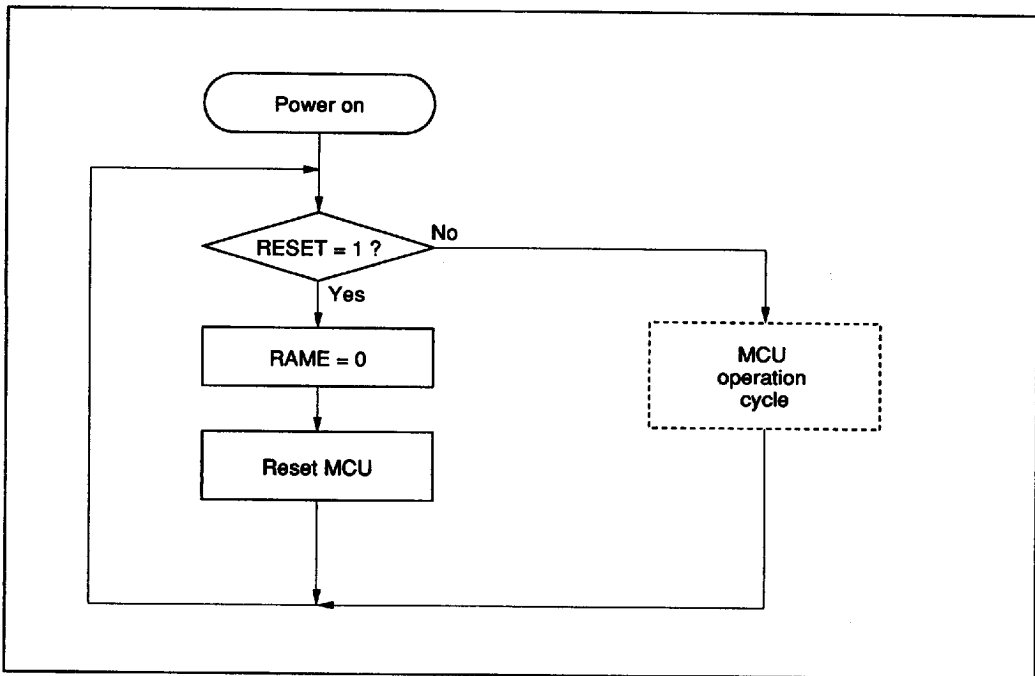 Power on
RESET = 1 ?
No
Yes
RAME = 0
MCU
operation
cycle
Reset MCU